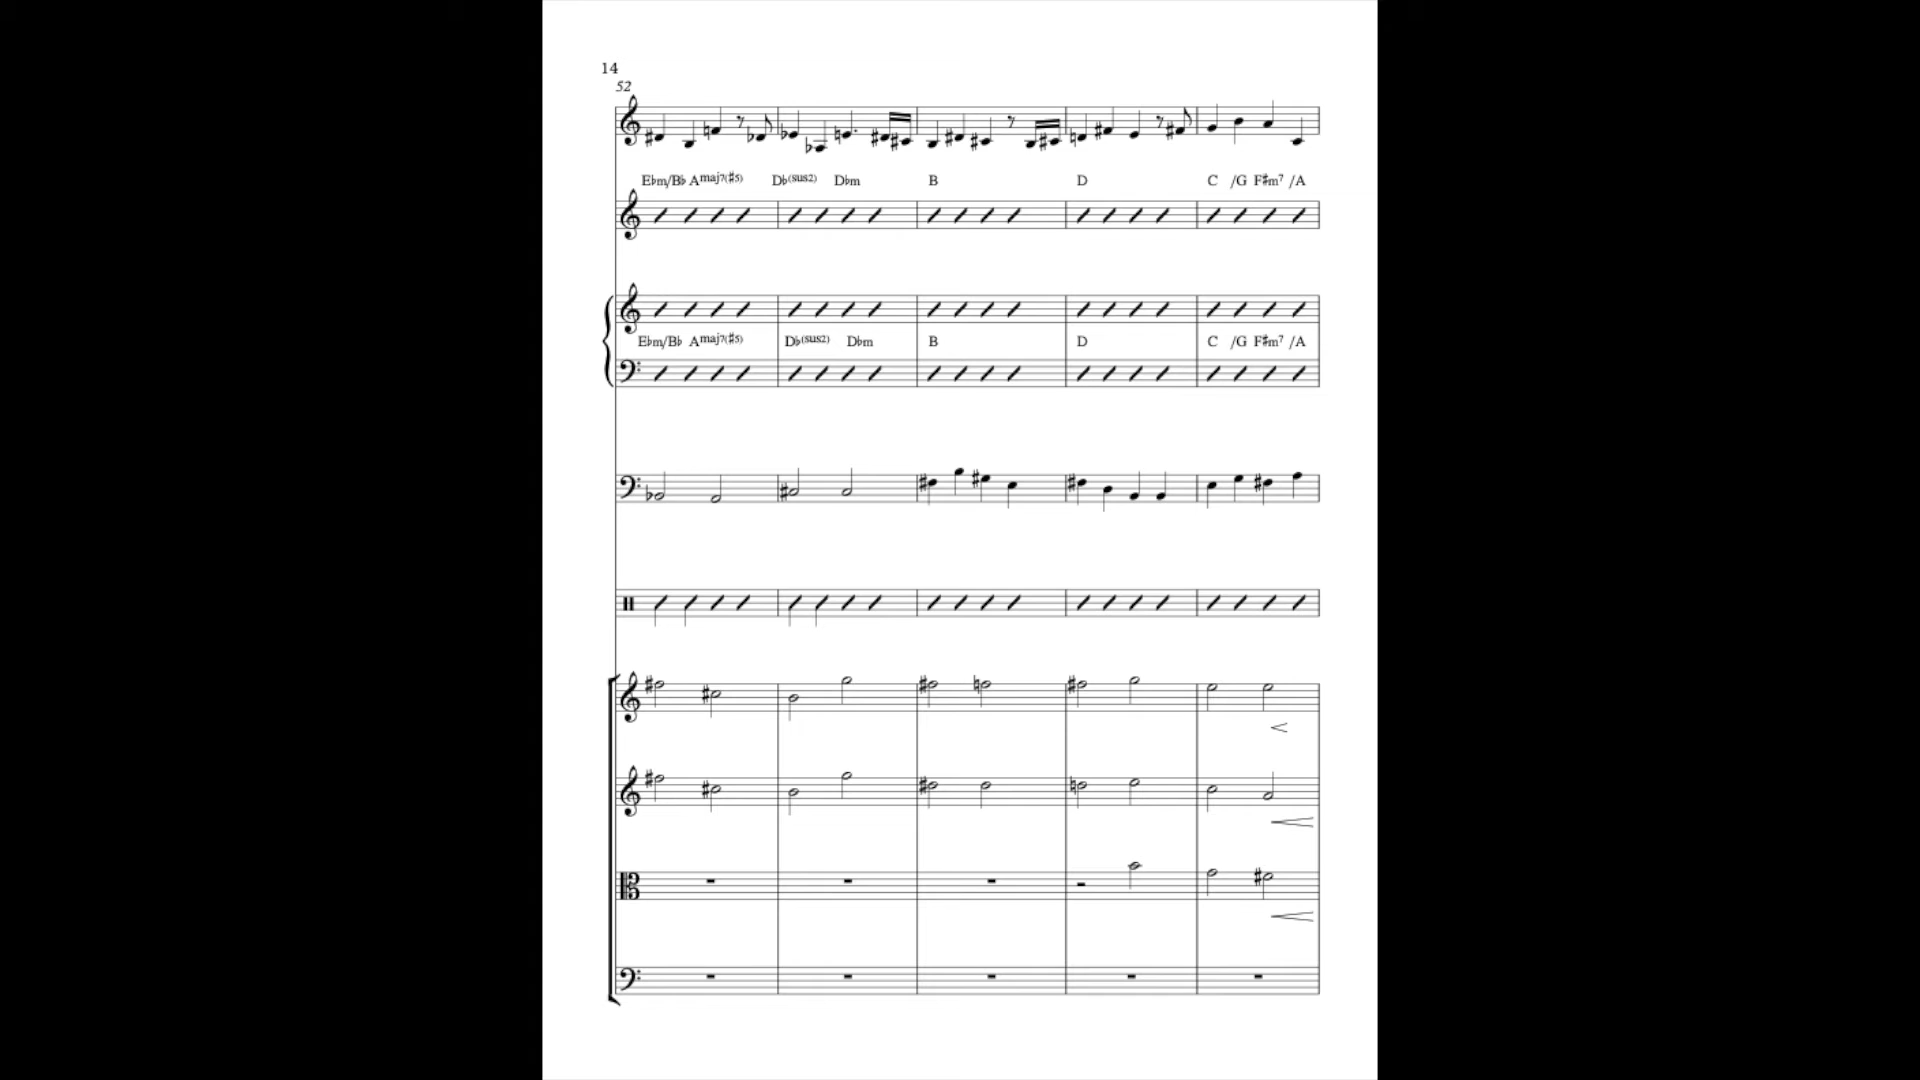 14
52
E♭m/B♭ Amaj7(♯5) D♭(sus2) D♭m B D C /G F♯m7 /A
E♭m/B♭ Amaj7(♯5) D♭(sus2) D♭m B D C /G F♯m7 /A